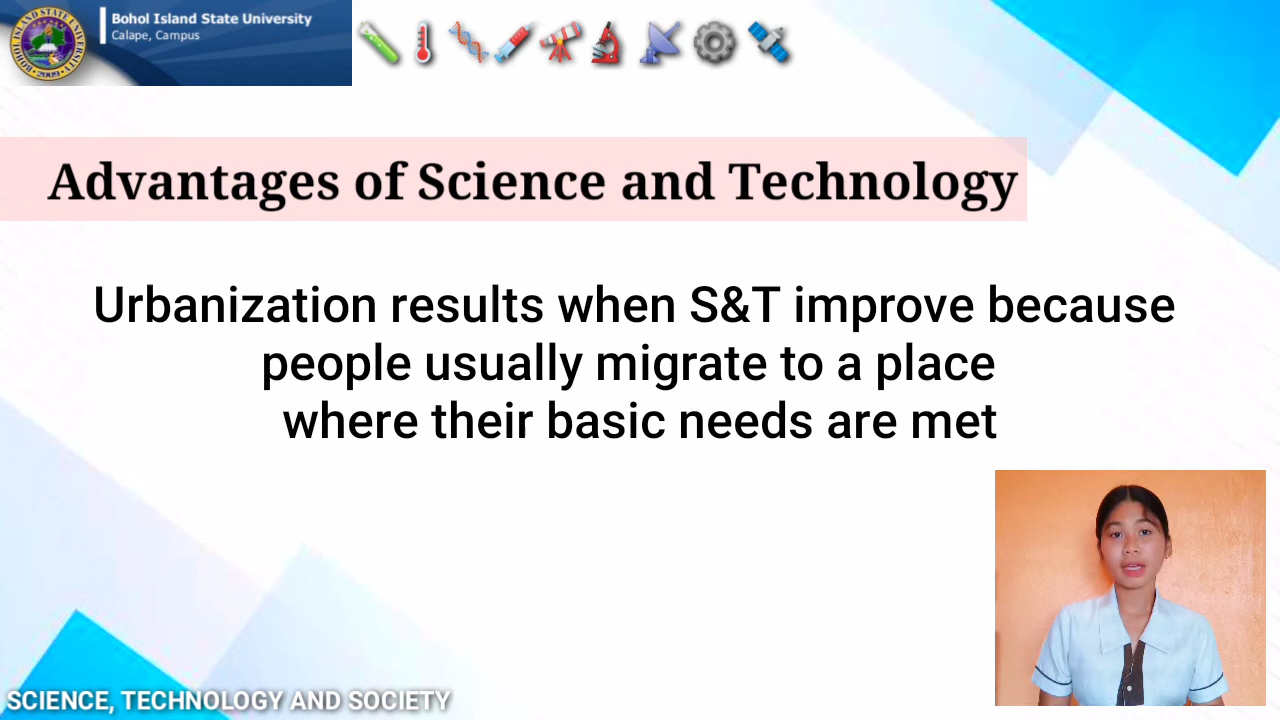 Bohol Island State University
Calape, Campus
Advantages of Science and Technology
Urbanization results when S&T improve because
people usually migrate to a place
where their basic needs are met
SCIENCE, TECHNOLOGY AND SOCIETY